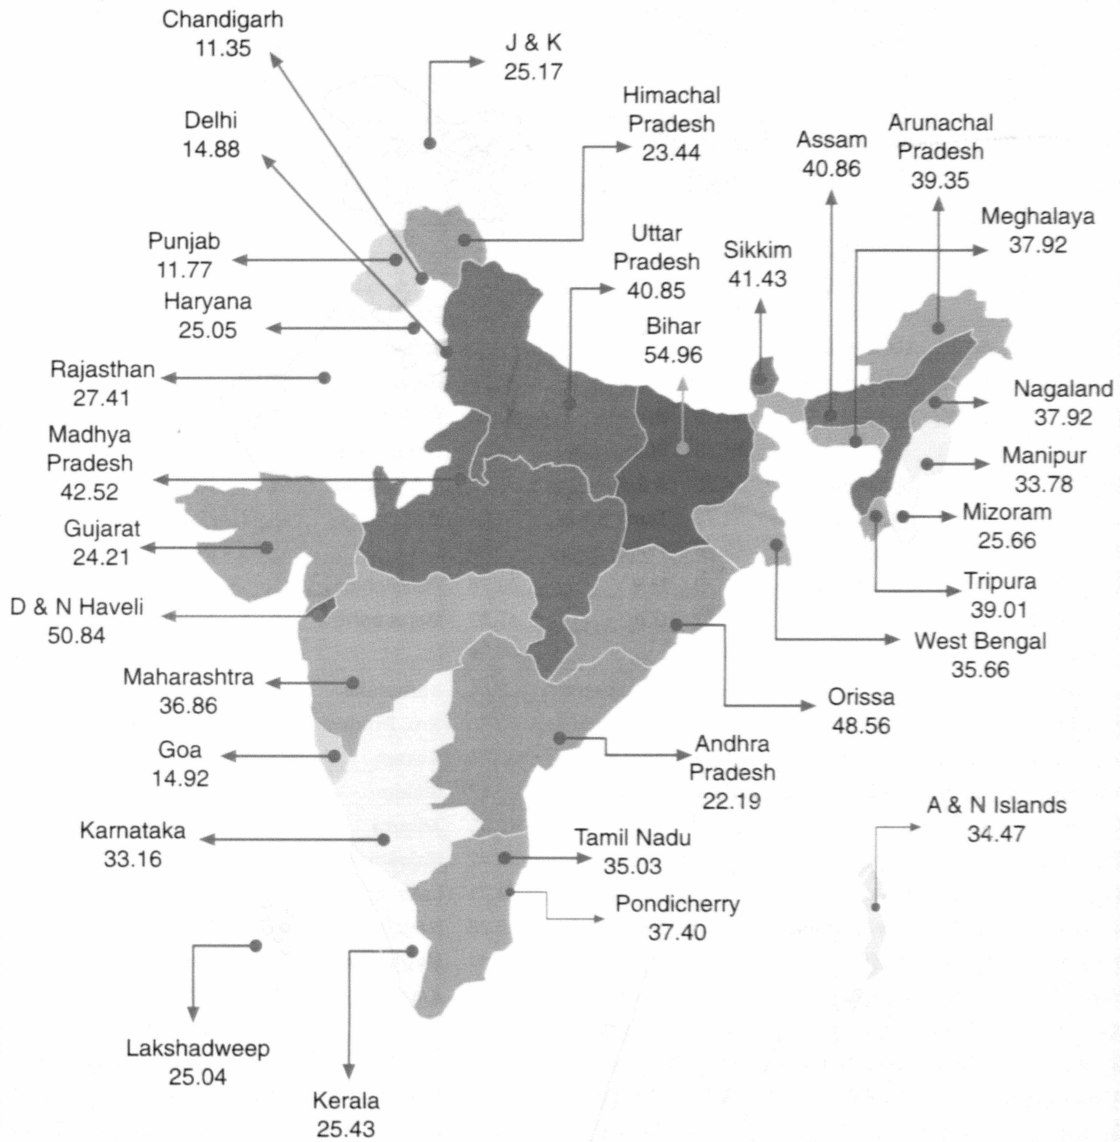 Chandigarh
11.35
J & K
25.17
Himachal
Pradesh
23.44
Delhi
14.88
Assam
40.86
Arunachal
Pradesh
39.35
Meghalaya
37.92
Punjab
11.77
Uttar
Pradesh
40.85
Sikkim
41.43
Haryana
25.05
Bihar
54.96
Rajasthan
27.41
Nagaland
37.92
Madhya
Pradesh
42.52
Manipur
33.78
Gujarat
24.21
Mizoram
25.66
D & N Haveli
50.84
Tripura
39.01
West Bengal
35.66
Maharashtra
36.86
Orissa
48.56
Goa
14.92
Andhra
Pradesh
22.19
A & N Islands
34.47
Karnataka
33.16
Tamil Nadu
35.03
Pondicherry
37.40
Lakshadweep
25.04
Kerala
25.43